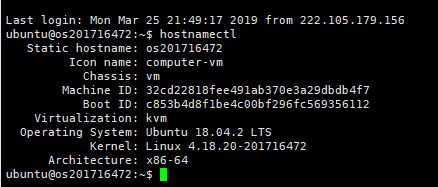 Last login: Mon Mar 25 21:49:17 2019 from 222.105.179.156
ubuntu@os201716472:~$ hostnamectl
   Static hostname: os201716472
         Icon name: computer-vm
           Chassis: vm
        Machine ID: 32cd22818fee491ab370e3a29dbdb4f7
           Boot ID: c853b4d8f1be4c00bf296fc569356112
    Virtualization: kvm
  Operating System: Ubuntu 18.04.2 LTS
            Kernel: Linux 4.18.20-201716472
      Architecture: x86-64
ubuntu@os201716472:~$